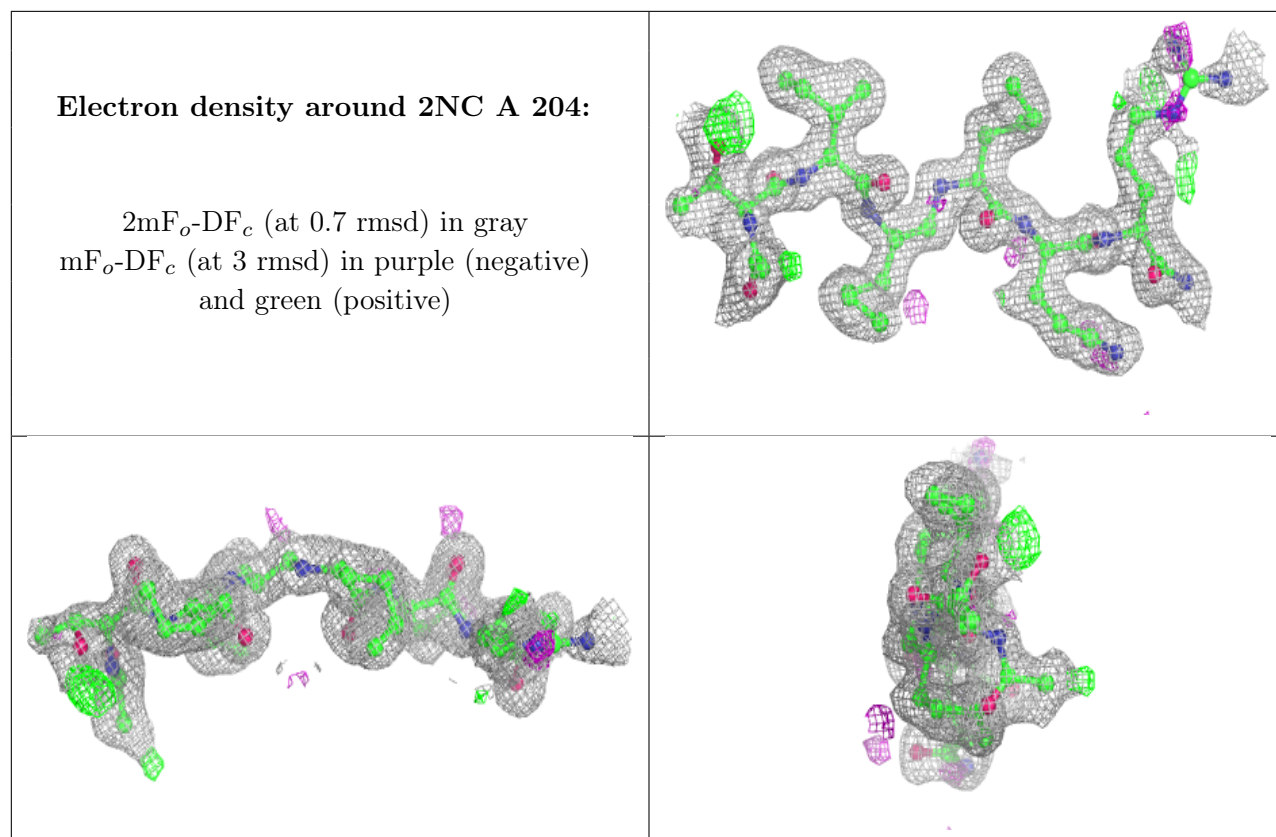 Electron density around 2NC A 204:
2mFo-DFc (at 0.7 rmsd) in gray
mFo-DFc (at 3 rmsd) in purple (negative)
and green (positive)